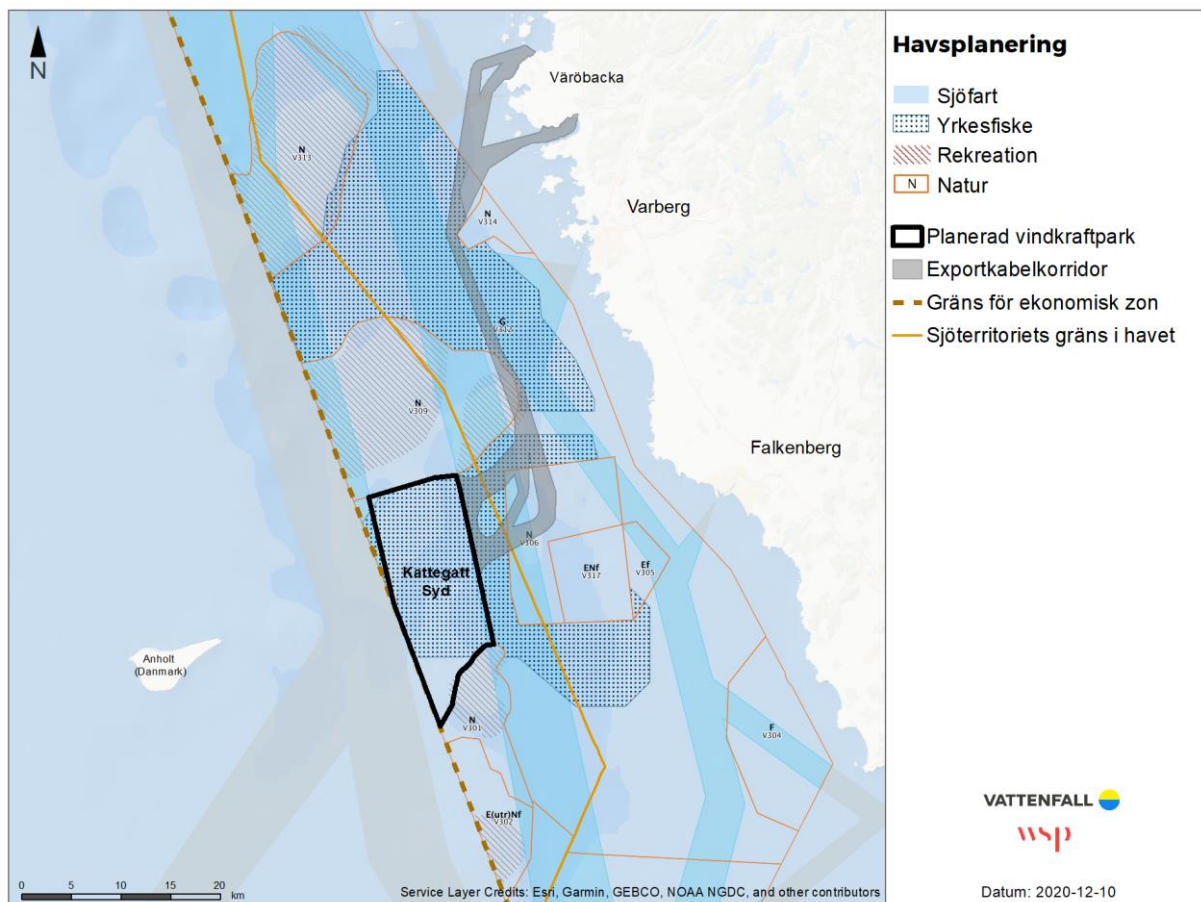 N
Väröbacka
N
V313
Varberg
N
V314
G
V312
N
V309
Falkenberg
N
V306
ENf
V317
Ef
V305
Kattegatt
Syd
Anholt
(Danmark)
N
V301
F
V304
E(utr)Nf
V302
0 5 10 15 20
km
Service Layer Credits: Esri, Garmin, GEBCO, NOAA NGDC, and other contributors
Havsplanering
Sjöfart
Yrkesfiske
Rekreation
N Natur
Planerad vindkraftpark
Exportkabelkorridor
Gräns för ekonomisk zon
Sjöterritoriets gräns i havet
VATTENFALL
wsp
Datum: 2020-12-10